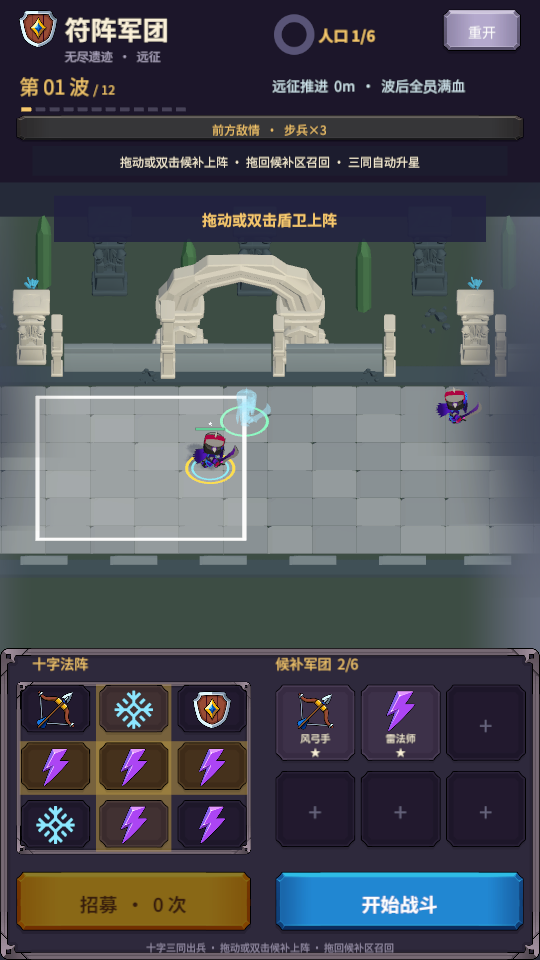 符阵军团
无尽遗迹 · 远征
人口 1/6
重开
第 01 波 / 12
远征推进 0m · 波后全员满血
前方敌情 · 步兵×3
拖动或双击候补上阵 · 拖回候补区召回 · 三同自动升星
拖动或双击盾卫上阵
十字法阵
候补军团 2/6
风弓手
★
雷法师
★
招募 · 0 次
开始战斗
十字三同出兵 · 拖动或双击候补上阵 · 拖回候补区召回